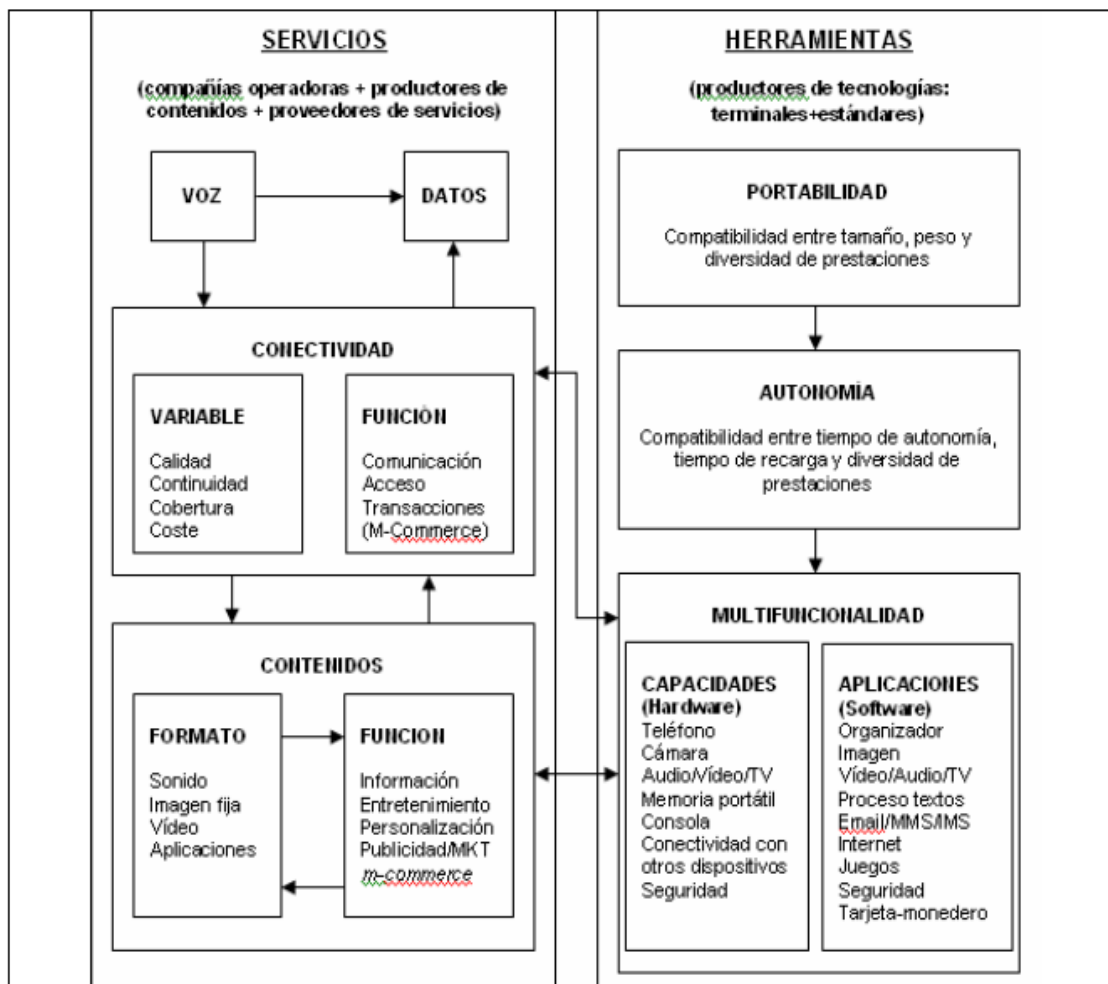 SERVICIOS
(compañías operadoras + productores de
contenidos + proveedores de servicios)
VOZ
DATOS
CONECTIVIDAD
VARIABLE
Calidad
Continuidad
Cobertura
Coste
FUNCIÓN
Comunicación
Acceso
Transacciones
(M-Commerce)
CONTENIDOS
FORMATO
Sonido
Imagen fija
Vídeo
Aplicaciones
FUNCION
Información
Entretenimiento
Personalización
Publicidad/MKT
m-commerce
HERRAMIENTAS
(productores de tecnologías:
terminales+estándares)
PORTABILIDAD
Compatibilidad entre tamaño, peso y
diversidad de prestaciones
AUTONOMÍA
Compatibilidad entre tiempo de autonomía,
tiempo de recarga y diversidad de
prestaciones
MULTIFUNCIONALIDAD
CAPACIDADES
(Hardware)
Teléfono
Cámara
Audio/Vídeo/TV
Memoria portátil
Consola
Conectividad con
otros dispositivos
Seguridad
APLICACIONES
(Software)
Organizador
Imagen
Vídeo/Audio/TV
Proceso textos
Email/MMS/IMS
Internet
Juegos
Seguridad
Tarjeta-monedero